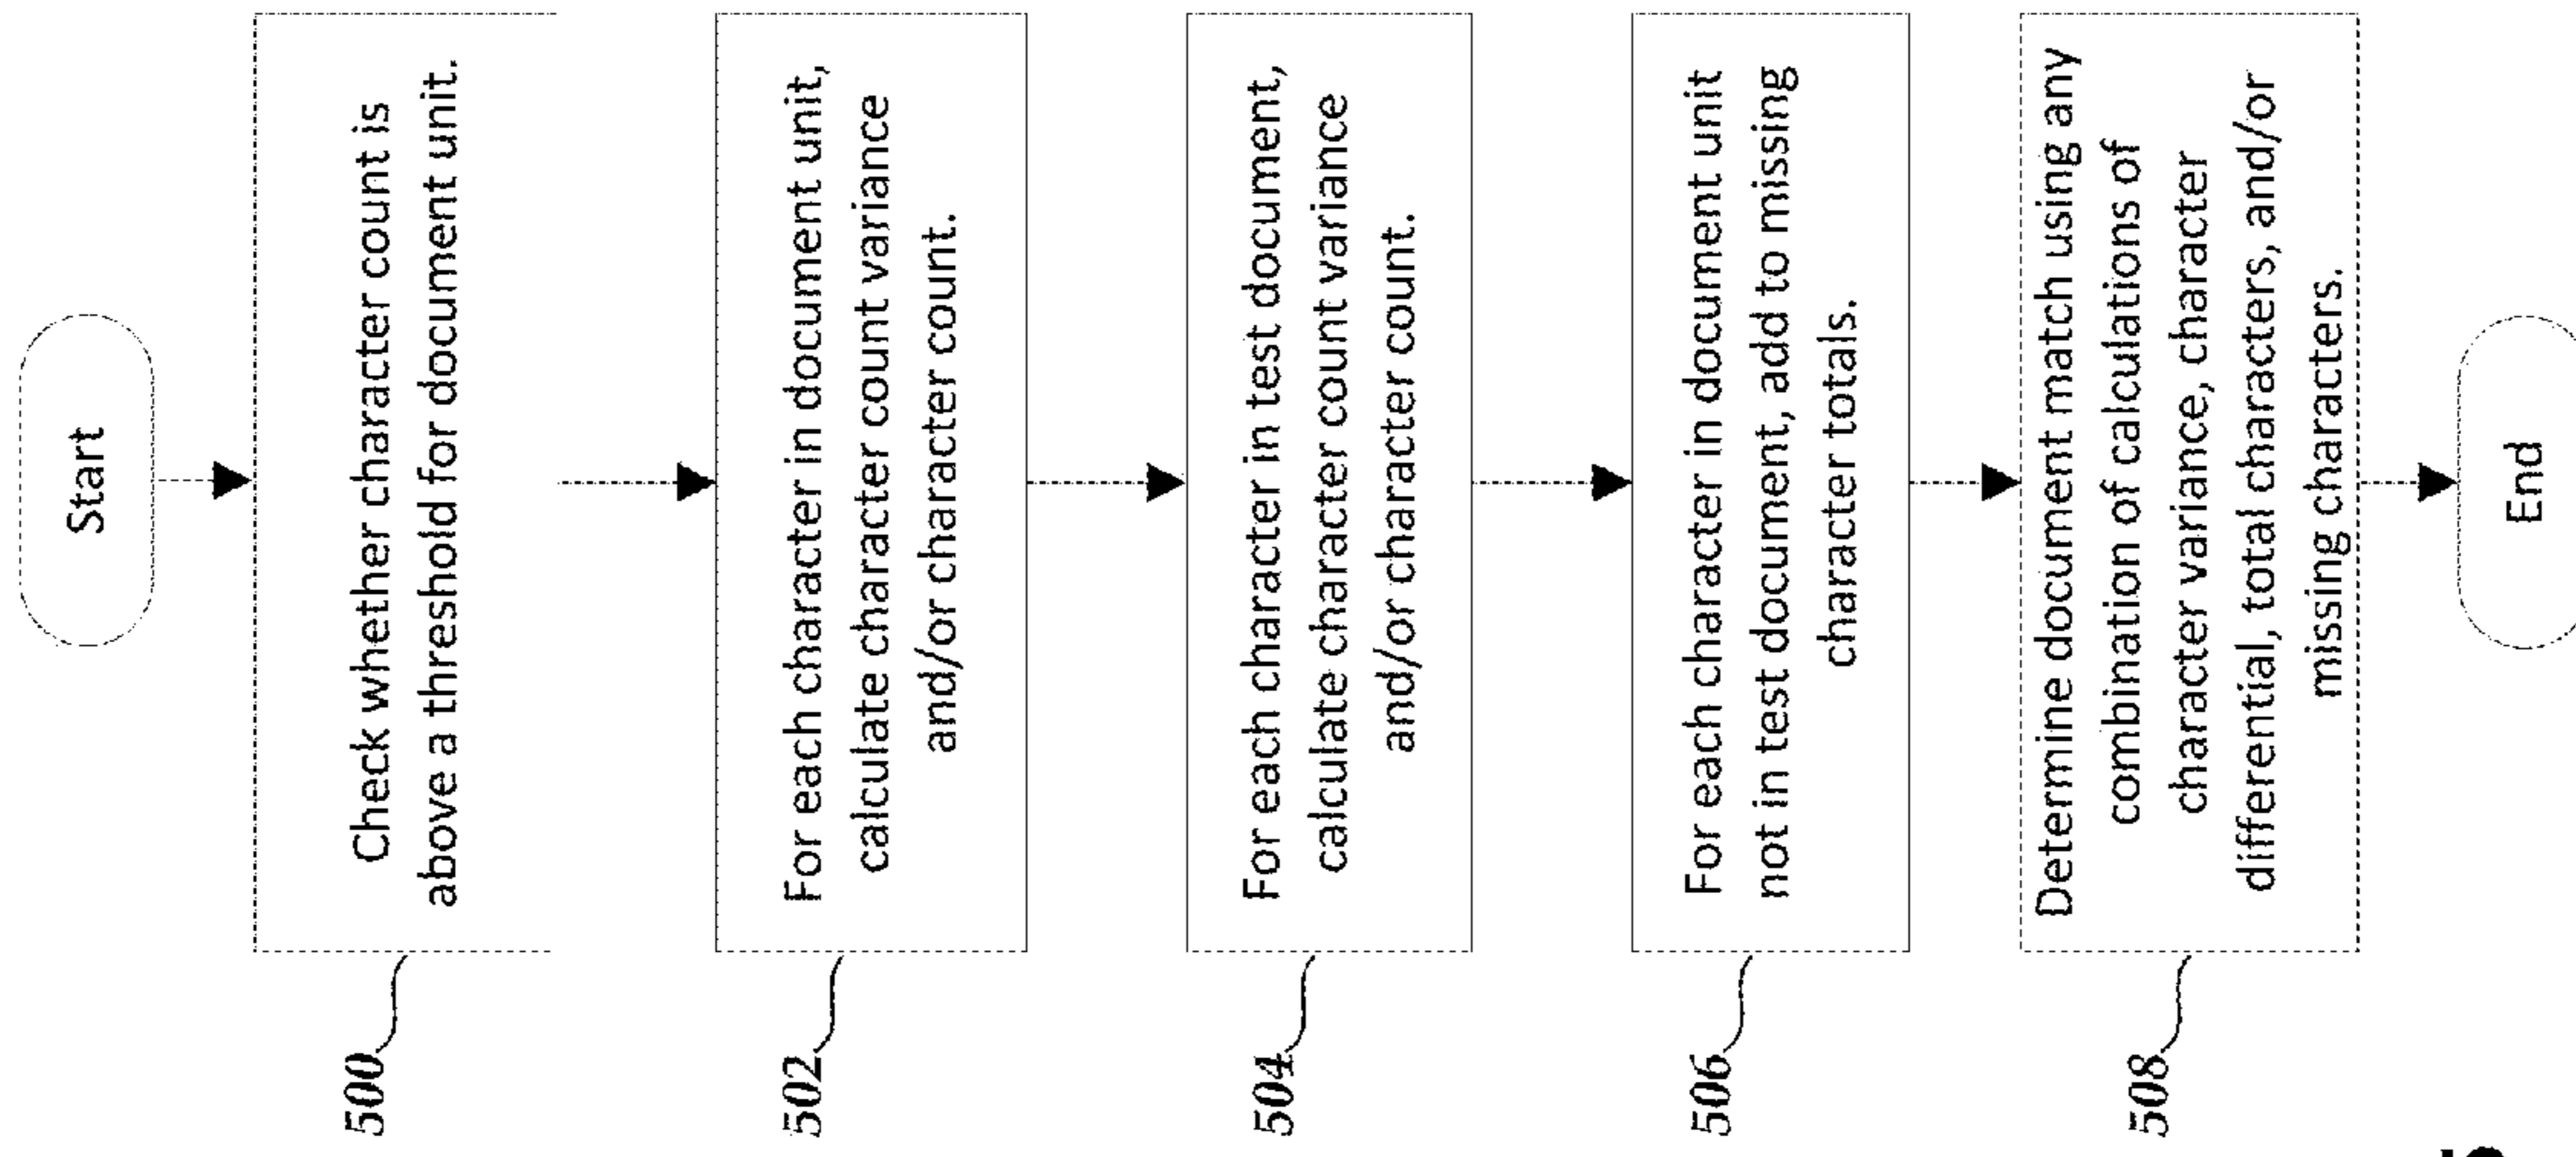 Start
500
Check whether character count is
above a threshold for document unit.
502
For each character in document unit,
calculate character count variance
and/or character count.
504
For each character in test document,
calculate character count variance
and/or character count.
506
For each character in document unit
not in test document, add to missing
character totals.
508
Determine document match using any
combination of calculations of
character variance, character
differential, total characters, and/or
missing characters.
End